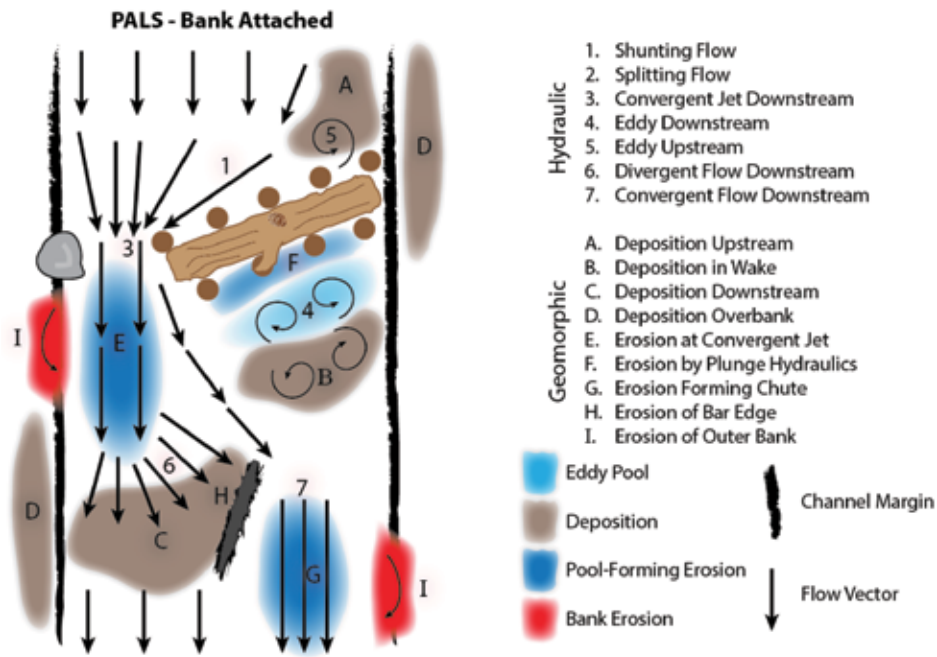 PALS - Bank Attached
A
5
D
1
3
F
4
I
E
B
6
7
H
D
C
G
I
Hydraulic
1. Shunting Flow
2. Splitting Flow
3. Convergent Jet Downstream
4. Eddy Downstream
5. Eddy Upstream
6. Divergent Flow Downstream
7. Convergent Flow Downstream
Geomorphic
A. Deposition Upstream
B. Deposition in Wake
C. Deposition Downstream
D. Deposition Overbank
E. Erosion at Convergent Jet
F. Erosion by Plunge Hydraulics
G. Erosion Forming Chute
H. Erosion of Bar Edge
I. Erosion of Outer Bank
Eddy Pool
Deposition
Pool-Forming Erosion
Bank Erosion
Channel Margin
Flow Vector